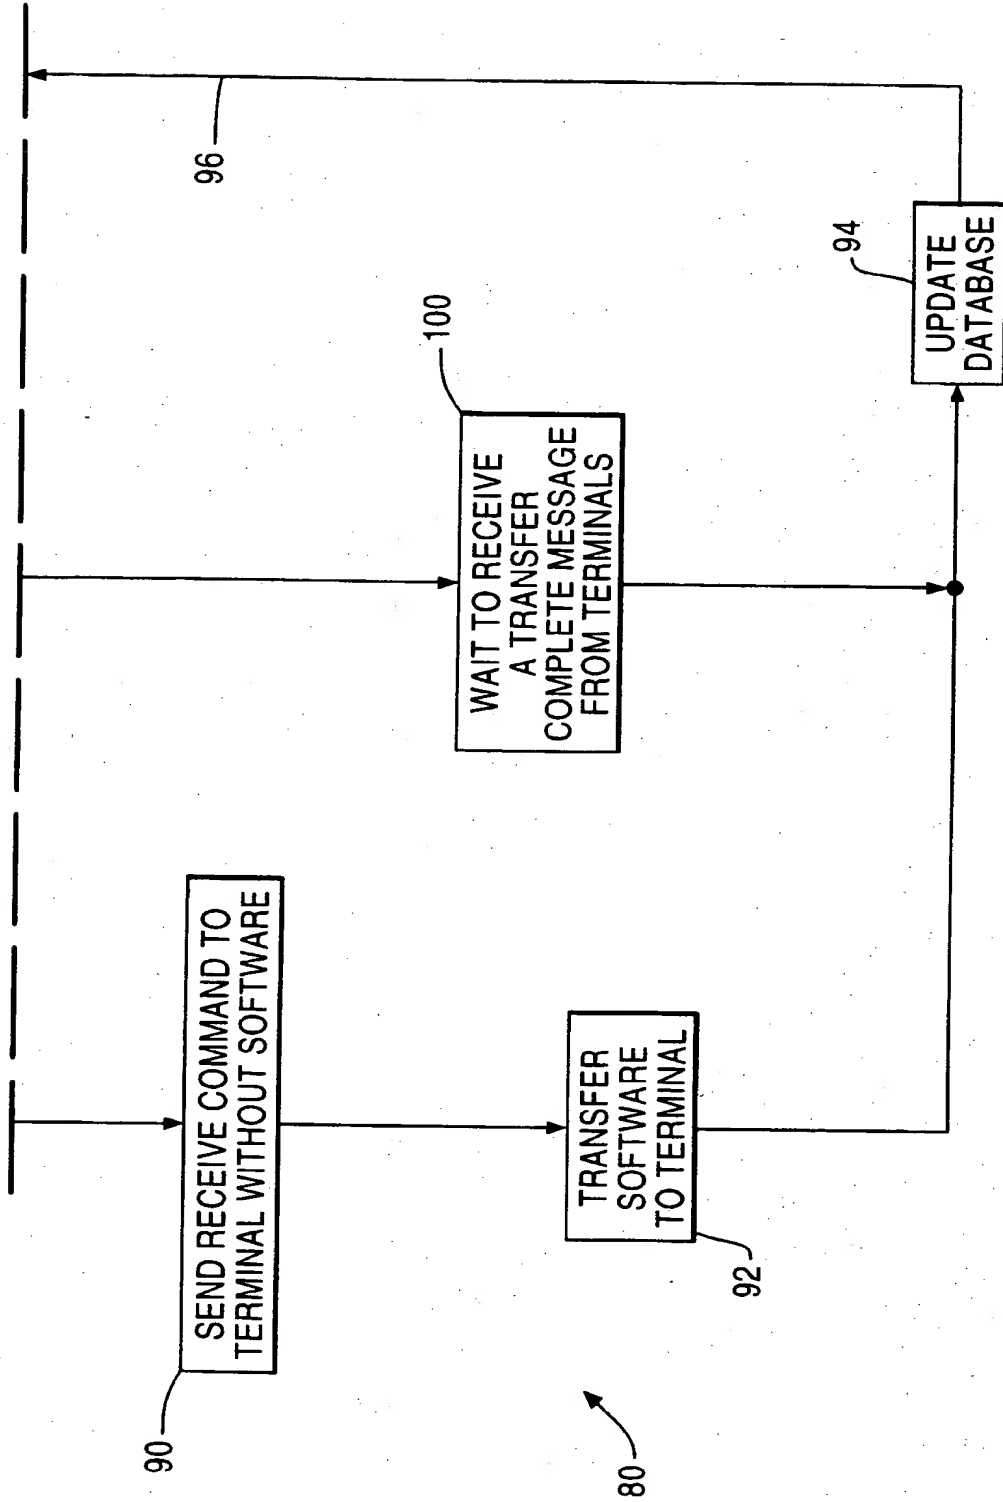 90
SEND RECEIVE COMMAND TO
TERMINAL WITHOUT SOFTWARE
80
TRANSFER
SOFTWARE
TO TERMINAL
92
WAIT TO RECEIVE
A TRANSFER
COMPLETE MESSAGE
FROM TERMINALS
100
96
94
UPDATE
DATABASE